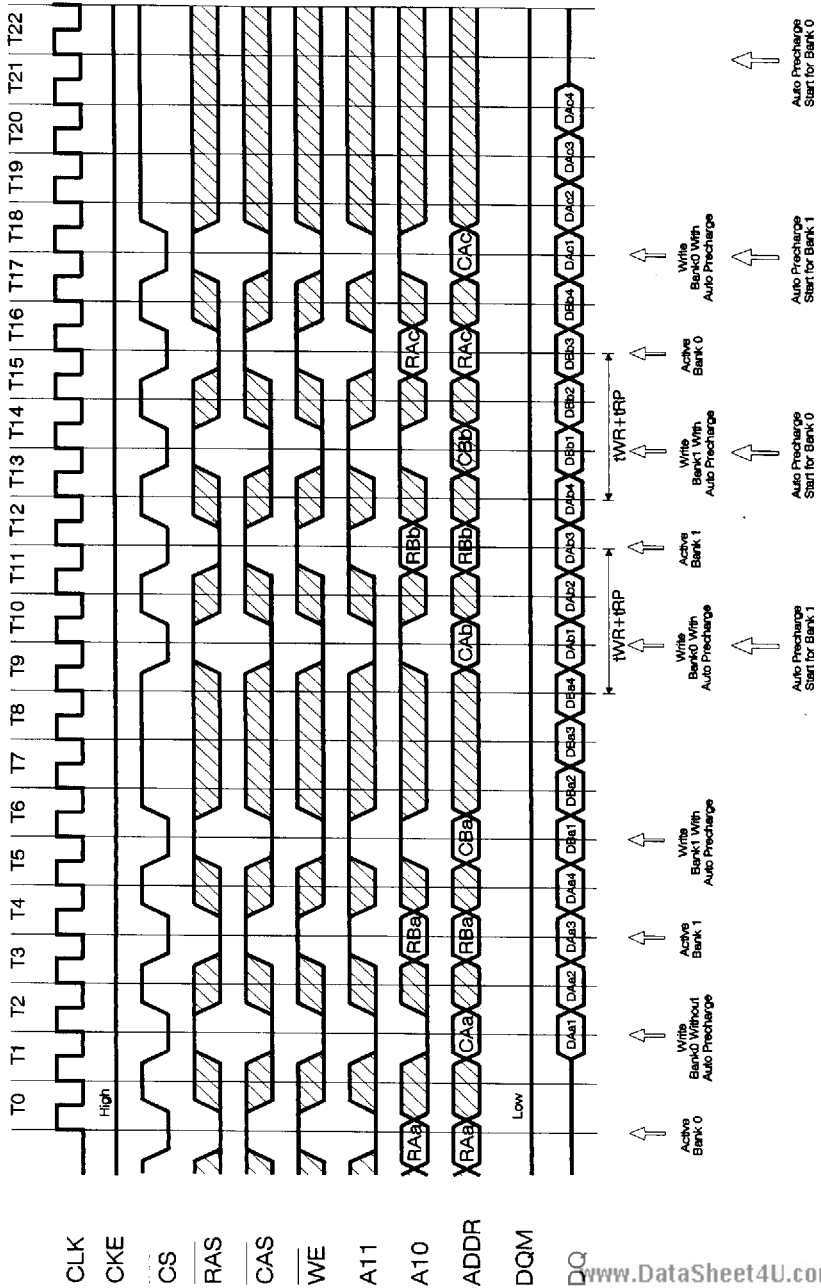 T0 T1 T2 T3 T4 T5 T6 T7 T8 T9 T10 T11 T12 T13 T14 T15 T16 T17 T18 T19 T20 T21 T22
CLK
CKE
High
CS
RAS
CAS
WE
A11
A10
RAa RBa RBb RAc
ADDR
RAa CAa RBa CBa CAb RBb CBb RAc CAc
DQM
Low
DQ
DAa1 DAa2 DAa3 DAa4 DBa1 DBa2 DBa3 DBa4 DAb1 DAb2 DAb3 DAb4 DBb1 DBb2 DBb3 DBb4 DAc1 DAc2 DAc3 DAc4
tWR+tRP
tWR+tRP
Active
Bank 0
Write
Bank0 Without
Auto Precharge
Active
Bank 1
Write
Bank1 With
Auto Precharge
Write
Bank0 With
Auto Precharge
Active
Bank 1
Write
Bank1 With
Auto Precharge
Active
Bank 0
Write
Bank0 With
Auto Precharge
Auto Precharge
Start for Bank 1
Auto Precharge
Start for Bank 0
Auto Precharge
Start for Bank 1
Auto Precharge
Start for Bank 0
www.DataSheet4U.com